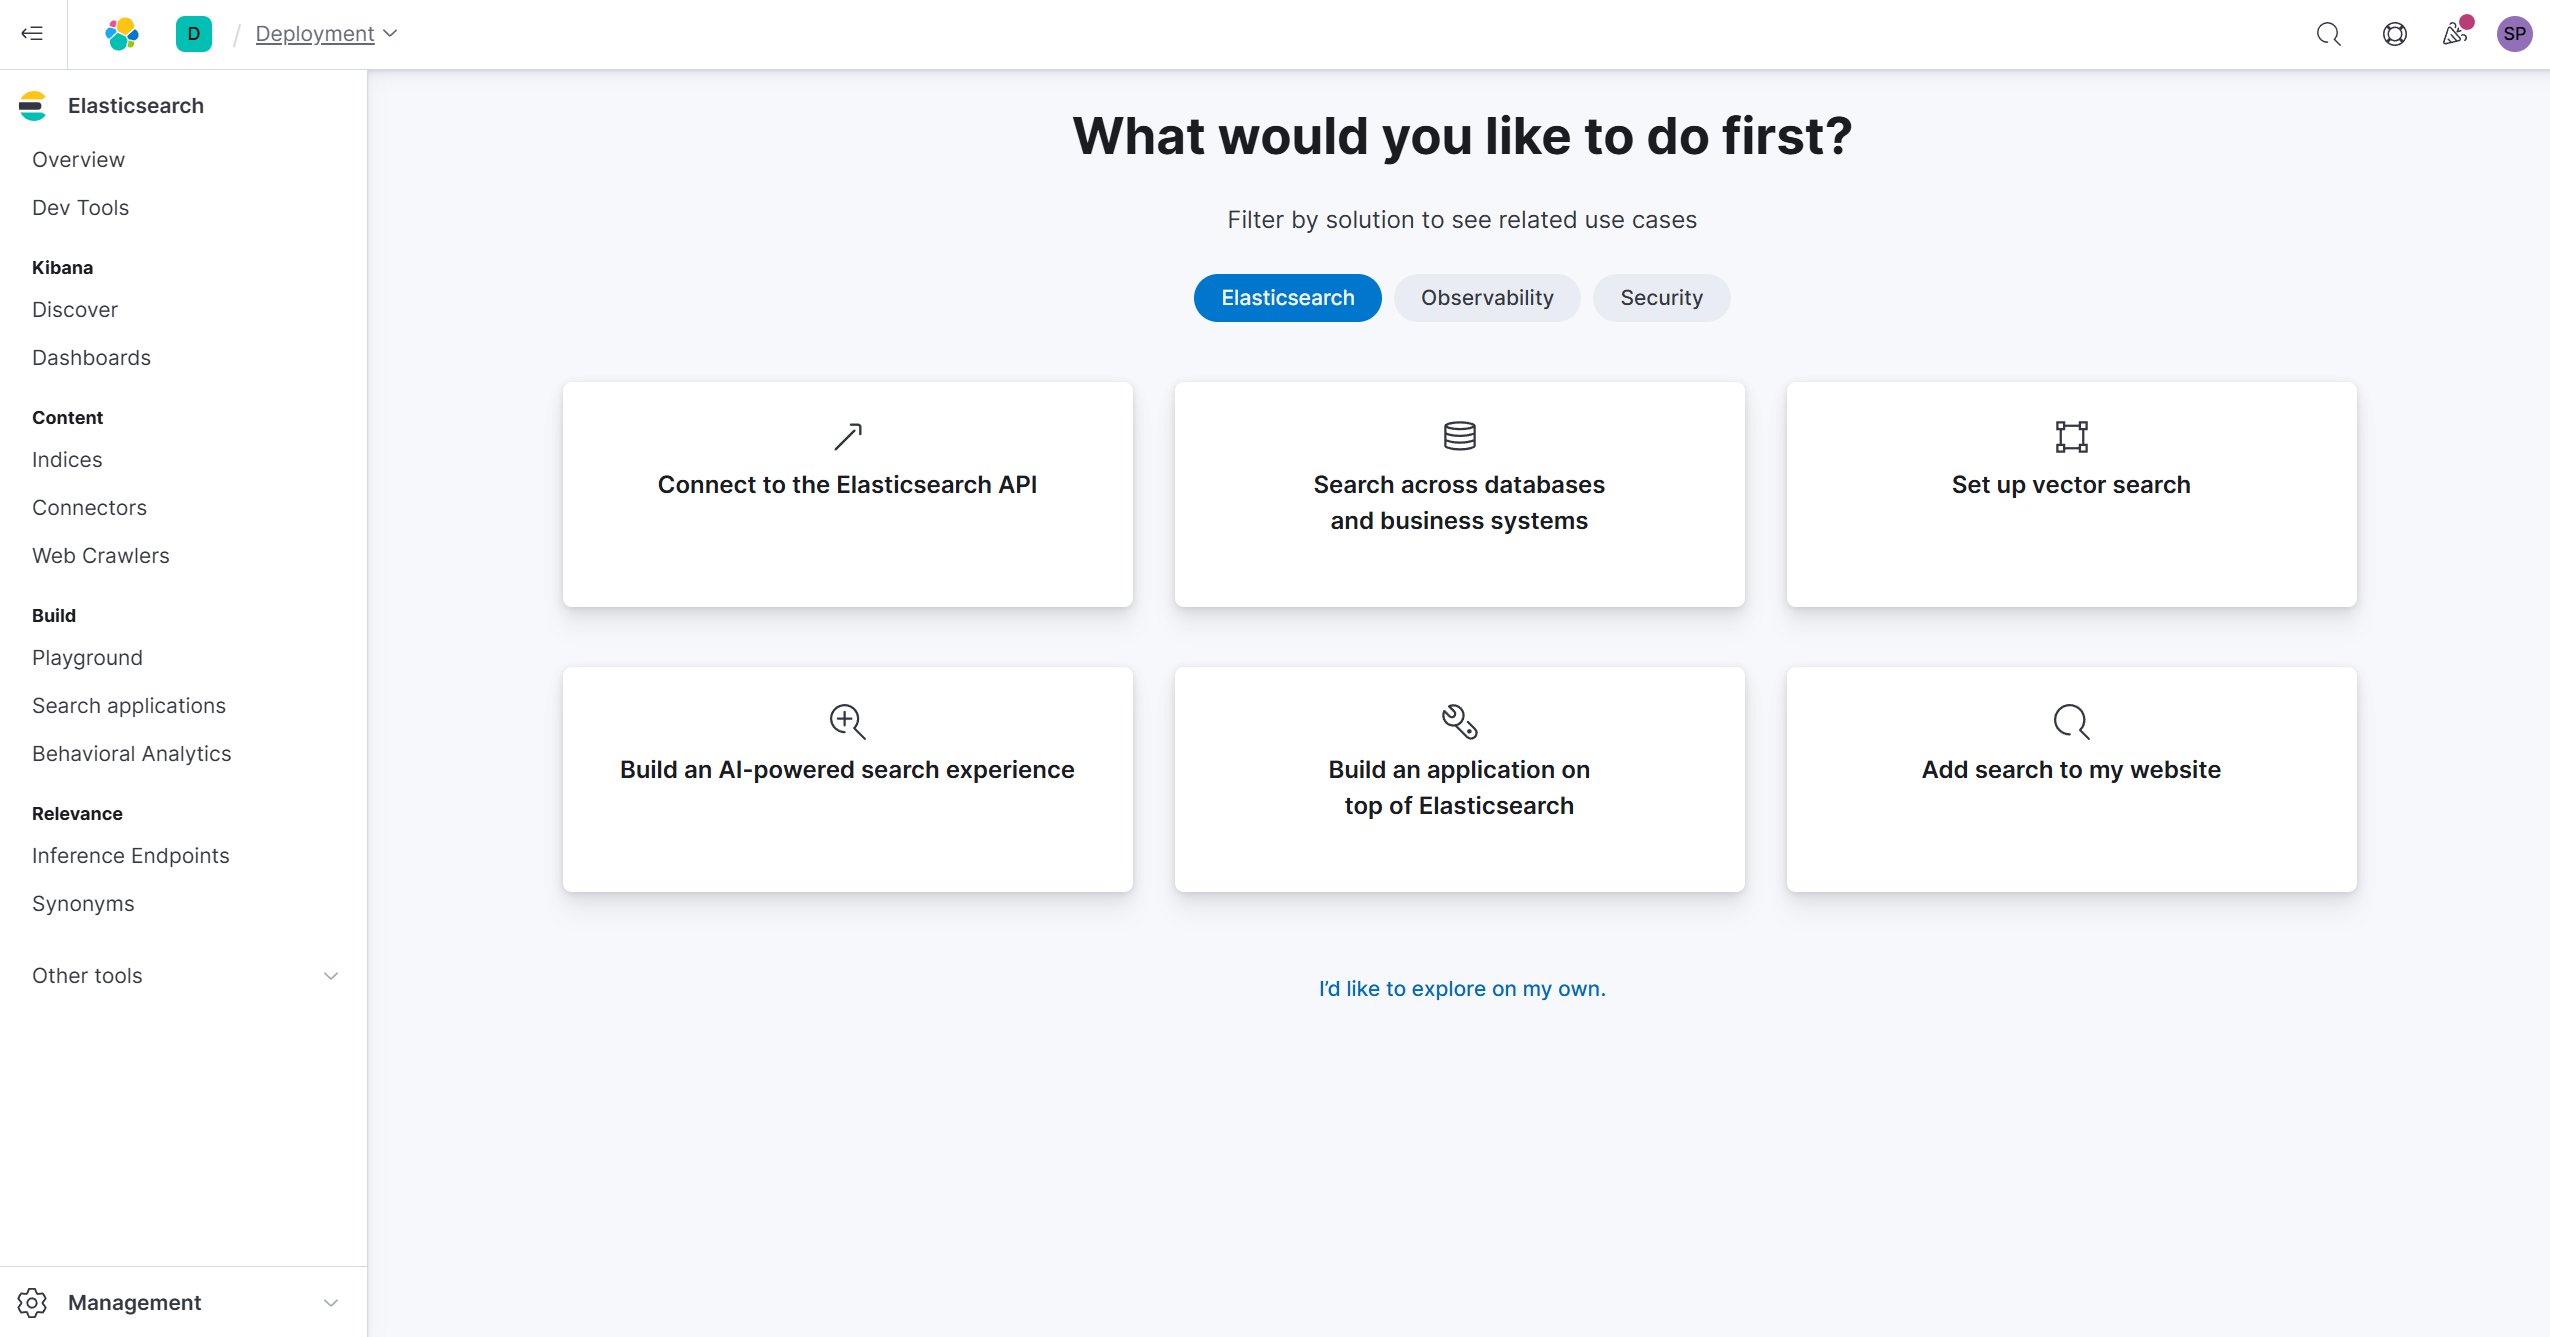 D / Deployment
SP
Elasticsearch
Overview
Dev Tools
Kibana
Discover
Dashboards
Content
Indices
Connectors
Web Crawlers
Build
Playground
Search applications
Behavioral Analytics
Relevance
Inference Endpoints
Synonyms
Other tools
Management
What would you like to do first?
Filter by solution to see related use cases
Elasticsearch
Observability
Security
Connect to the Elasticsearch API
Search across databases
and business systems
Set up vector search
Build an AI-powered search experience
Build an application on
top of Elasticsearch
Add search to my website
I’d like to explore on my own.